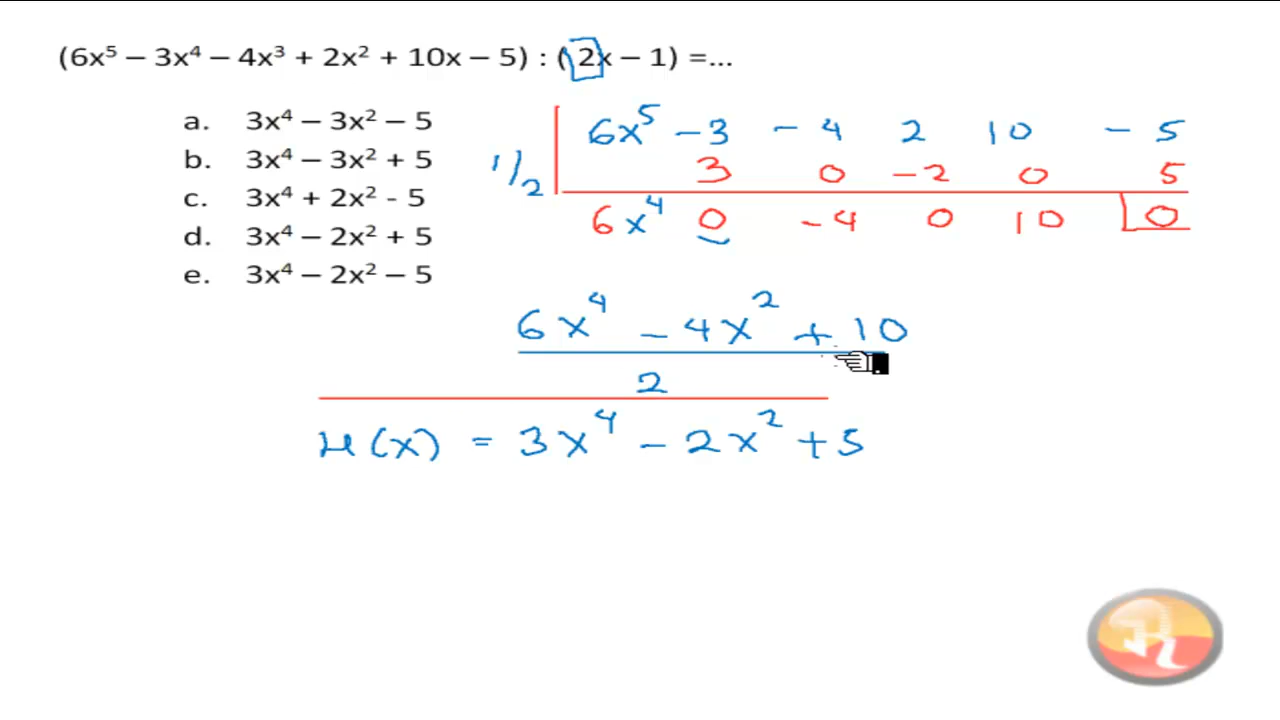 (6x⁵ – 3x⁴ – 4x³ + 2x² + 10x – 5) : ( 2x – 1) =...
a. 3x⁴ – 3x² – 5
b. 3x⁴ – 3x² + 5
c. 3x⁴ + 2x² - 5
d. 3x⁴ – 2x² + 5
e. 3x⁴ – 2x² – 5
6x⁵ -3 -4 2 10 -5
1/2 3 0 -2 0 5
6x⁴ 0 -4 0 10 0
6x⁴ - 4x² + 10
2
H(x) = 3x⁴ - 2x² + 5